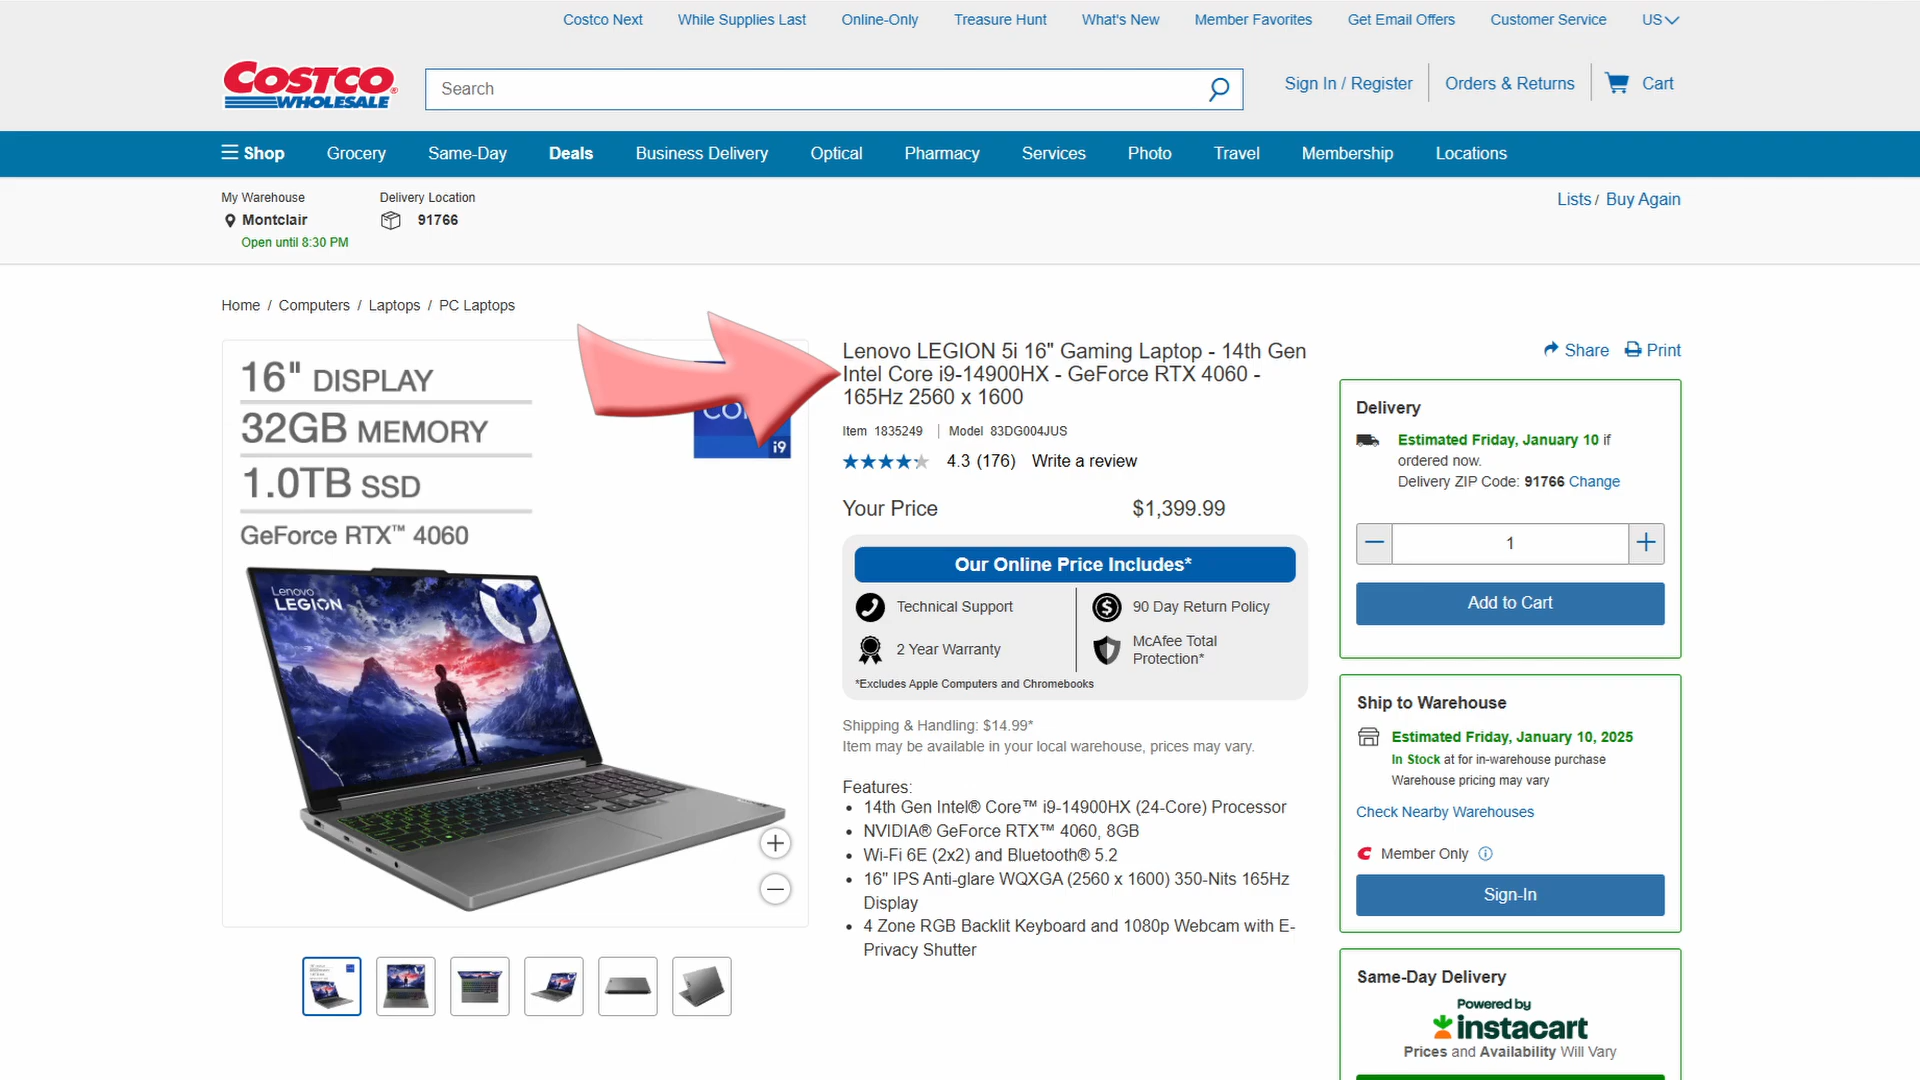 Costco Next
While Supplies Last
Online-Only
Treasure Hunt
What's New
Member Favorites
Get Email Offers
Customer Service
US
COSTCO WHOLESALE
Search
Sign In / Register
Orders & Returns
Cart
Shop
Grocery
Same-Day
Deals
Business Delivery
Optical
Pharmacy
Services
Photo
Travel
Membership
Locations
My Warehouse
Montclair
Open until 8:30 PM
Delivery Location
91766
Lists / Buy Again
Home / Computers / Laptops / PC Laptops
16" DISPLAY
32GB MEMORY
1.0TB SSD
GeForce RTX™ 4060
i9
Lenovo
LEGION
Lenovo LEGION 5i 16" Gaming Laptop - 14th Gen
Intel Core i9-14900HX - GeForce RTX 4060 -
165Hz 2560 x 1600
Item 1835249 | Model 83DG004JUS
4.3 (176) Write a review
Your Price $1,399.99
Our Online Price Includes*
Technical Support
90 Day Return Policy
2 Year Warranty
McAfee Total
Protection*
*Excludes Apple Computers and Chromebooks
Shipping & Handling: $14.99*
Item may be available in your local warehouse, prices may vary.
Features:
14th Gen Intel® Core™ i9-14900HX (24-Core) Processor
NVIDIA® GeForce RTX™ 4060, 8GB
Wi-Fi 6E (2x2) and Bluetooth® 5.2
16" IPS Anti-glare WQXGA (2560 x 1600) 350-Nits 165Hz
Display
4 Zone RGB Backlit Keyboard and 1080p Webcam with E-
Privacy Shutter
Share
Print
Delivery
Estimated Friday, January 10 if
ordered now.
Delivery ZIP Code: 91766 Change
1
Add to Cart
Ship to Warehouse
Estimated Friday, January 10, 2025
In Stock at for in-warehouse purchase
Warehouse pricing may vary
Check Nearby Warehouses
Member Only
Sign-In
Same-Day Delivery
Powered by
instacart
Prices and Availability Will Vary